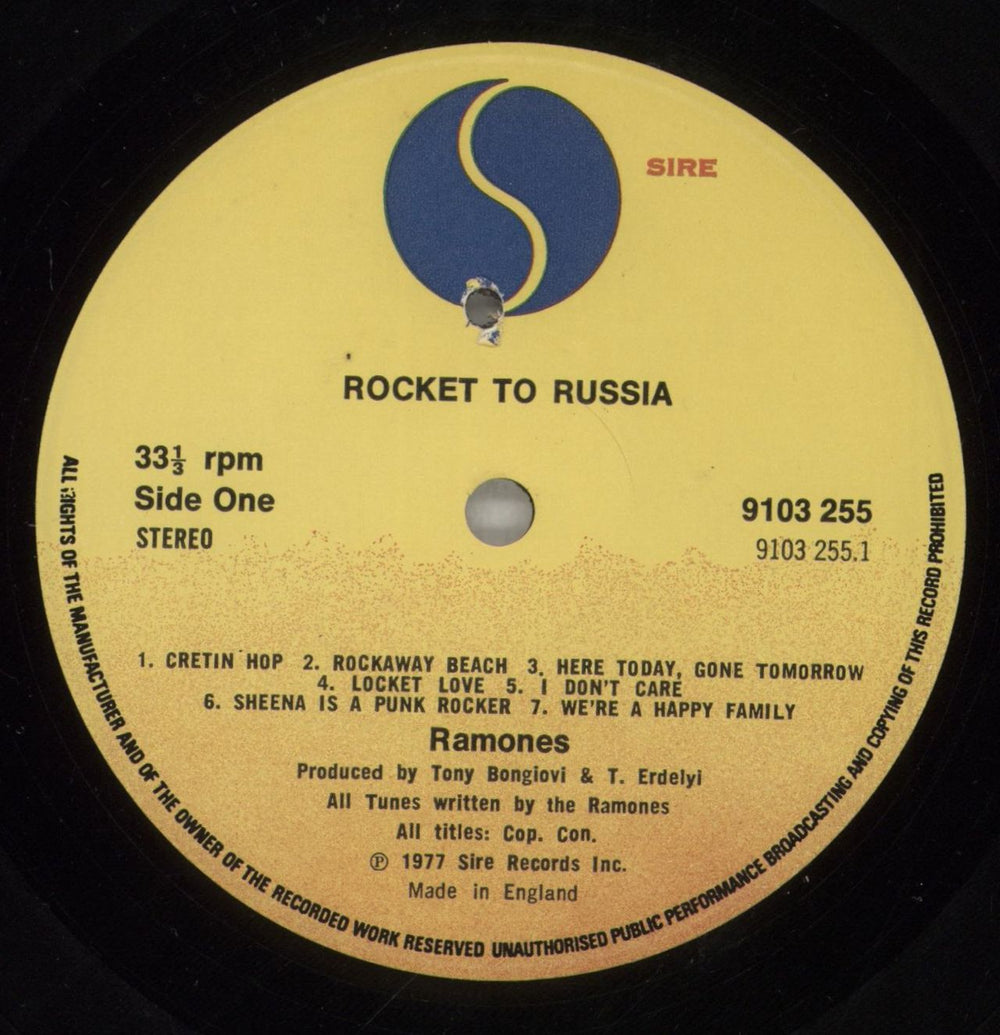 SIRE
ROCKET TO RUSSIA
33⅓ rpm
Side One
STEREO
9103 255
9103 255.1
1. CRETIN HOP 2. ROCKAWAY BEACH 3. HERE TODAY, GONE TOMORROW
4. LOCKET LOVE 5. I DON'T CARE
6. SHEENA IS A PUNK ROCKER 7. WE'RE A HAPPY FAMILY
Ramones
Produced by Tony Bongiovi & T. Erdelyi
All Tunes written by the Ramones
All titles: Cop. Con.
℗ 1977 Sire Records Inc.
Made in England
ALL RIGHTS OF THE MANUFACTURER AND OF THE OWNER OF THE RECORDED WORK RESERVED UNAUTHORISED PUBLIC PERFORMANCE BROADCASTING AND COPYING OF THIS RECORD PROHIBITED